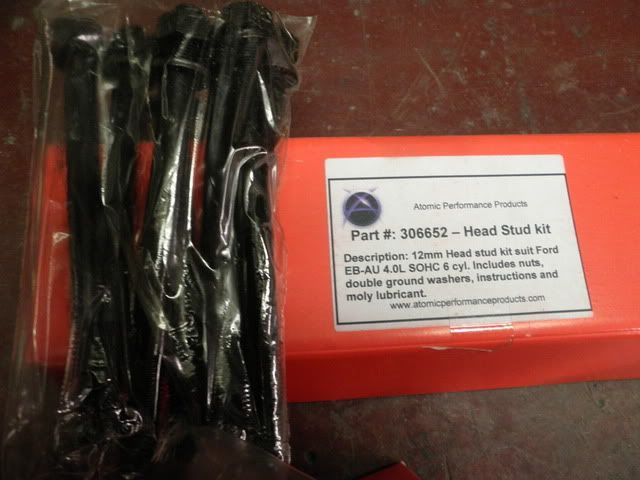 Atomic Performance Products
Part #: 306652 – Head Stud kit
Description: 12mm Head stud kit suit Ford
EB-AU 4.0L SOHC 6 cyl. Includes nuts,
double ground washers, instructions and
moly lubricant.
www.atomicperformanceproducts.com